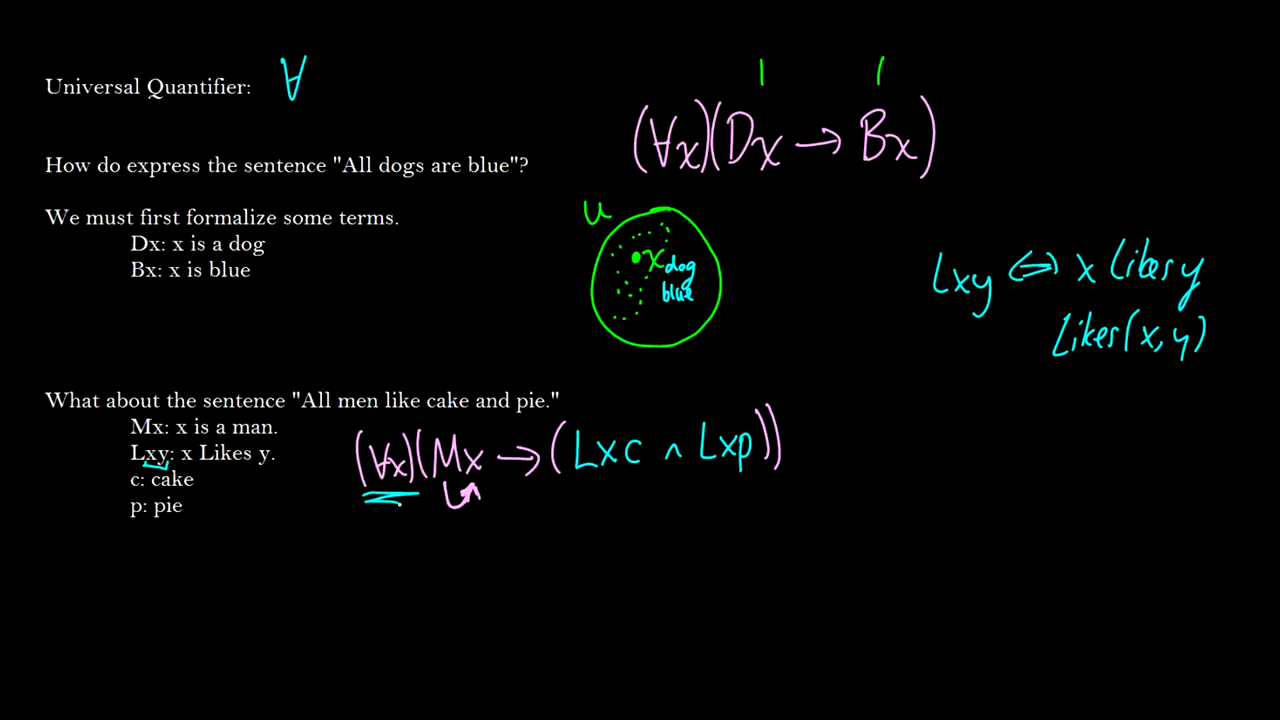 Universal Quantifier: ∀
(∀x)(Dx → Bx)
How do express the sentence "All dogs are blue"?
We must first formalize some terms.
Dx: x is a dog
Bx: x is blue
U
x dog
blue
Lxy ⇔ x likes y
Likes(x, y)
What about the sentence "All men like cake and pie."
Mx: x is a man.
Lxy: x Likes y.
c: cake
p: pie
(∀x)(Mx → (Lxc ∧ Lxp))